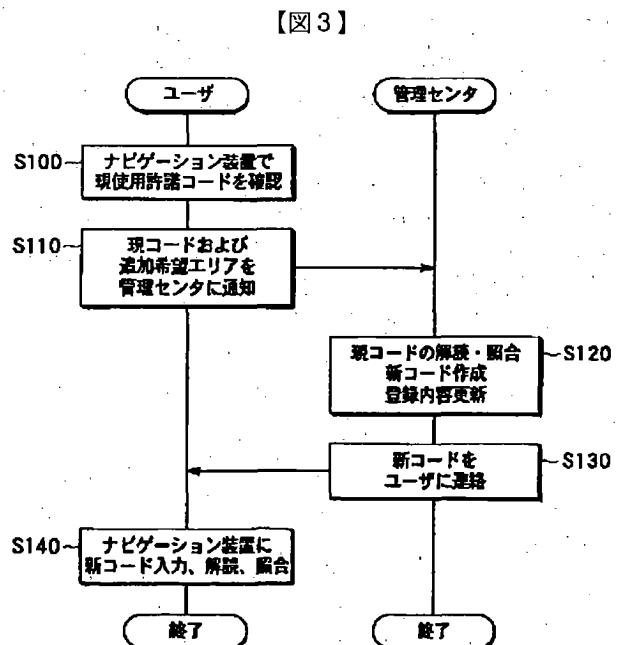 【図3】
ユーザ
管理センタ
S100
ナビゲーション装置で
現使用許諾コードを確認
S110
現コードおよび
追加希望エリアを
管理センタに通知
現コードの解読・照合
新コード作成
登録内容更新
S120
新コードを
ユーザに連絡
S130
S140
ナビゲーション装置に
新コード入力、解読、照合
終了
終了